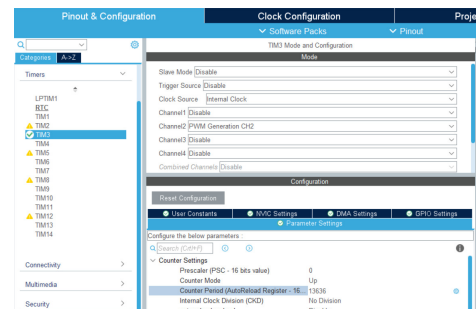 Pinout & Configuration
Clock Configuration
Proje
Software Packs
Pinout
TIM3 Mode and Configuration
Categories
A->Z
Mode
Timers
Slave Mode Disable
Trigger Source Disable
Clock Source Internal Clock
Channel1 Disable
Channel2 PWM Generation CH2
Channel3 Disable
Channel4 Disable
Combined Channels Disable
LPTIM1
RTC
TIM1
TIM2
TIM3
TIM4
TIM5
TIM6
TIM7
TIM8
TIM9
TIM10
TIM11
TIM12
TIM13
TIM14
Connectivity
Multimedia
Security
Configuration
Reset Configuration
User Constants
NVIC Settings
DMA Settings
GPIO Settings
Parameter Settings
Configure the below parameters :
Search (Ctrl+F)
Counter Settings
Prescaler (PSC - 16 bits value) 0
Counter Mode Up
Counter Period (AutoReload Register - 16... 13636
Internal Clock Division (CKD) No Division